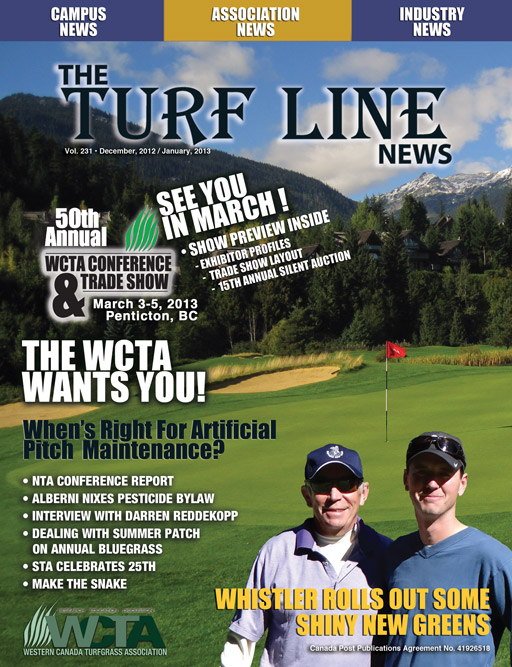 CAMPUS
NEWS
ASSOCIATION
NEWS
INDUSTRY
NEWS
THE
TURF LINE
NEWS
Vol. 231 • December, 2012 / January, 2013
SEE YOU
IN MARCH !
• SHOW PREVIEW INSIDE
- EXHIBITOR PROFILES
- TRADE SHOW LAYOUT
- 15TH ANNUAL SILENT AUCTION
50th
Annual
WCTA CONFERENCE
& TRADE SHOW
March 3-5, 2013
Penticton, BC
THE WCTA
WANTS YOU!
When's Right For Artificial
Pitch Maintenance?
• NTA CONFERENCE REPORT
• ALBERNI NIXES PESTICIDE BYLAW
• INTERVIEW WITH DARREN REDDEKOPP
• DEALING WITH SUMMER PATCH
ON ANNUAL BLUEGRASS
• STA CELEBRATES 25TH
• MAKE THE SNAKE
WHISTLER ROLLS OUT SOME
SHINY NEW GREENS
Canada Post Publications Agreement No. 41926518
WCTA
WESTERN CANADA TURFGRASS ASSOCIATION